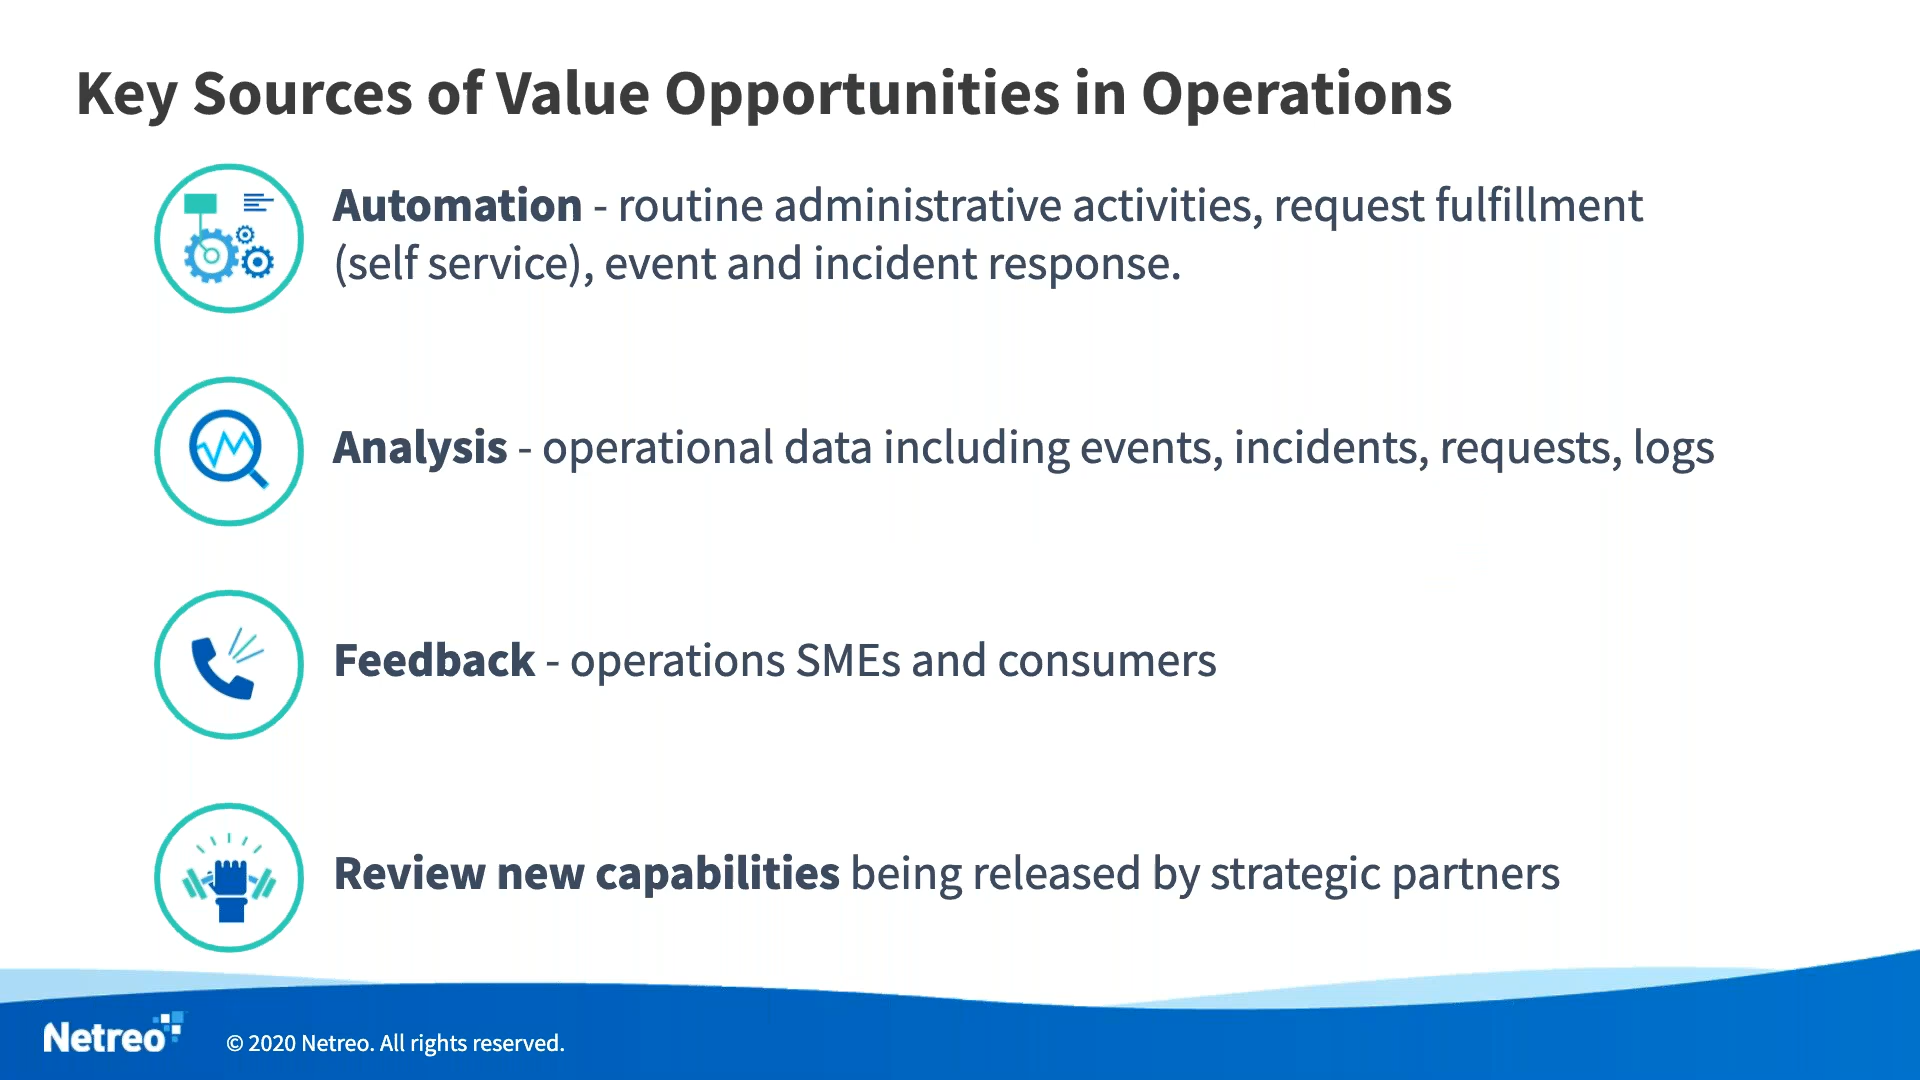 Key Sources of Value Opportunities in Operations
Automation - routine administrative activities, request fulfillment
(self service), event and incident response.
Analysis - operational data including events, incidents, requests, logs
Feedback - operations SMEs and consumers
Review new capabilities being released by strategic partners
Netreo
© 2020 Netreo. All rights reserved.